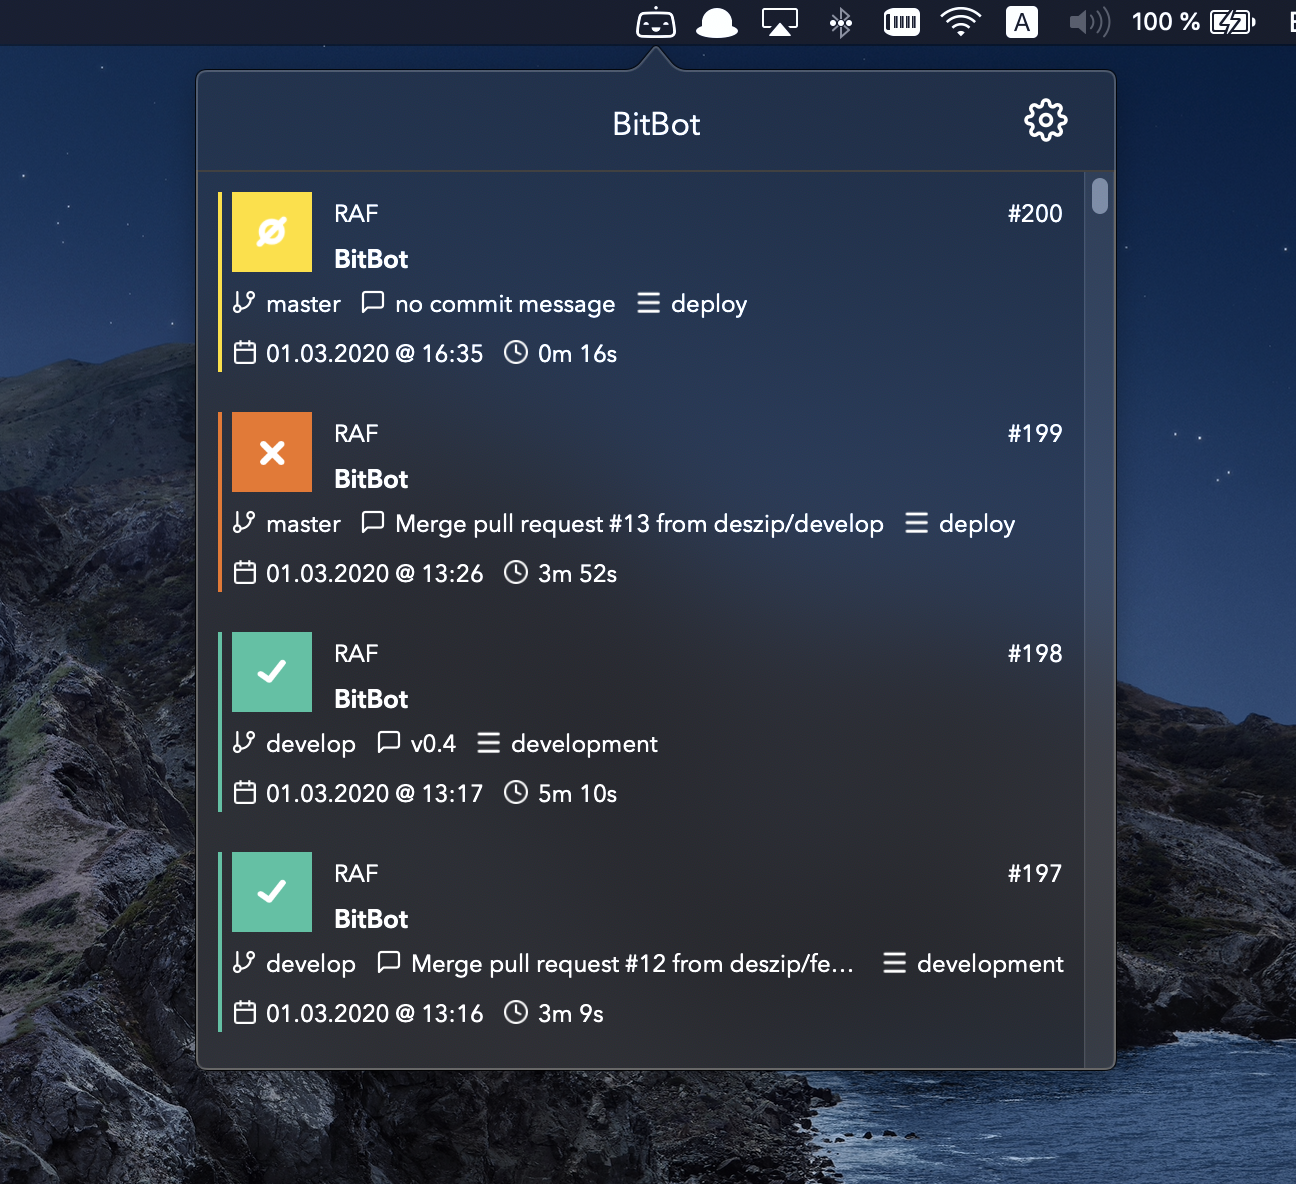 A 100 %
BitBot
RAF #200
BitBot
master no commit message deploy
01.03.2020 @ 16:35 0m 16s
RAF #199
BitBot
master Merge pull request #13 from deszip/develop deploy
01.03.2020 @ 13:26 3m 52s
RAF #198
BitBot
develop v0.4 development
01.03.2020 @ 13:17 5m 10s
RAF #197
BitBot
develop Merge pull request #12 from deszip/fe... development
01.03.2020 @ 13:16 3m 9s